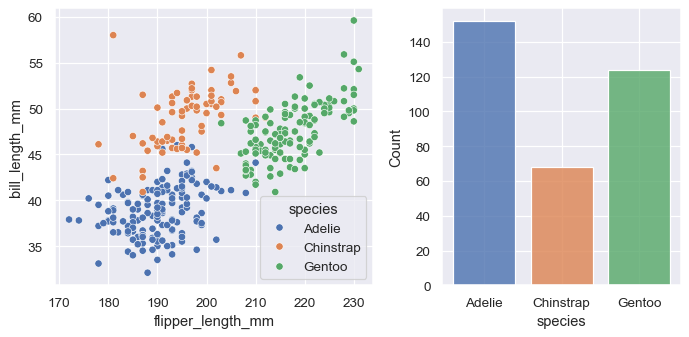 60
55
50
45
40
35
bill_length_mm
170 180 190 200 210 220 230
flipper_length_mm
species
Adelie
Chinstrap
Gentoo
140
120
100
80
60
40
20
0
Count
Adelie Chinstrap Gentoo
species